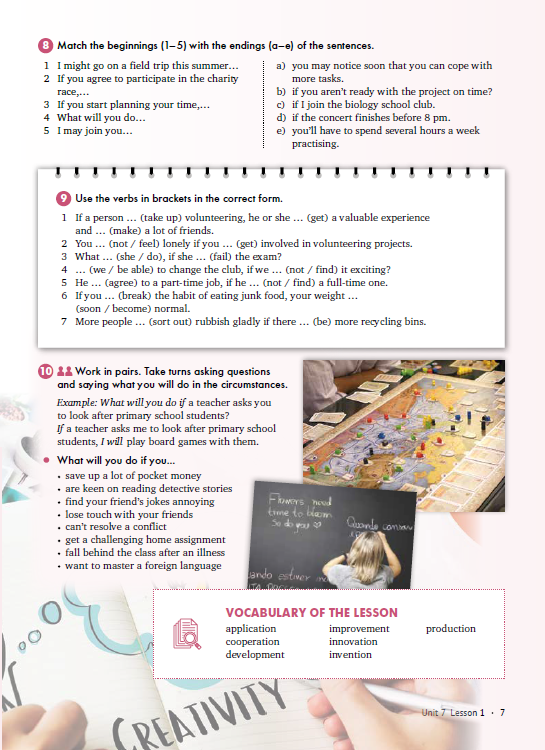 8 Match the beginnings (1–5) with the endings (a–e) of the sentences.
1 I might go on a field trip this summer…
2 If you agree to participate in the charity
race,…
3 If you start planning your time,…
4 What will you do…
5 I may join you…
a) you may notice soon that you can cope with
more tasks.
b) if you aren't ready with the project on time?
c) if I join the biology school club.
d) if the concert finishes before 8 pm.
e) you'll have to spend several hours a week
practising.
9 Use the verbs in brackets in the correct form.
1 If a person … (take up) volunteering, he or she … (get) a valuable experience
and … (make) a lot of friends.
2 You … (not / feel) lonely if you … (get) involved in volunteering projects.
3 What … (she / do), if she … (fail) the exam?
4 … (we / be able) to change the club, if we … (not / find) it exciting?
5 He … (agree) to a part-time job, if he … (not / find) a full-time one.
6 If you … (break) the habit of eating junk food, your weight …
(soon / become) normal.
7 More people … (sort out) rubbish gladly if there … (be) more recycling bins.
10 Work in pairs. Take turns asking questions
and saying what you will do in the circumstances.
Example: What will you do if a teacher asks you
to look after primary school students?
If a teacher asks me to look after primary school
students, I will play board games with them.
• What will you do if you...
• save up a lot of pocket money
• are keen on reading detective stories
• find your friend's jokes annoying
• lose touch with your friends
• can't resolve a conflict
• get a challenging home assignment
• fall behind the class after an illness
• want to master a foreign language
Flowers need
time to bloom
so do you
Quando
uando estiver
VOCABULARY OF THE LESSON
application
cooperation
development
improvement
innovation
invention
production
CREATIVITY
Unit 7 Lesson 1 • 7